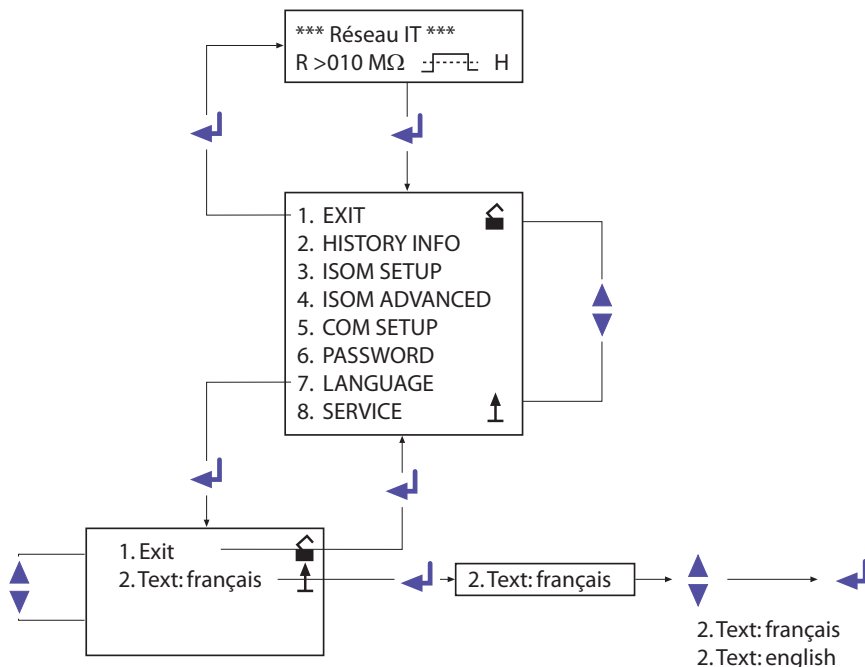 *** Réseau IT ***
R >010 MΩ H
1. EXIT
2. HISTORY INFO
3. ISOM SETUP
4. ISOM ADVANCED
5. COM SETUP
6. PASSWORD
7. LANGUAGE
8. SERVICE
1. Exit
2. Text: français
2. Text: français
2. Text: français
2. Text: english